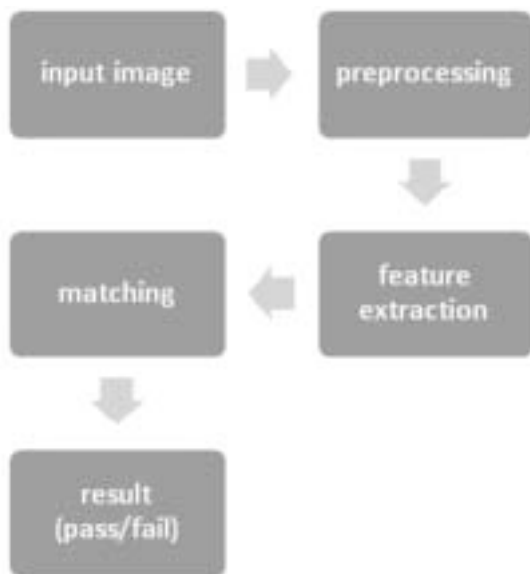 input image
preprocessing
feature
extraction
matching
result
(pass/fail)